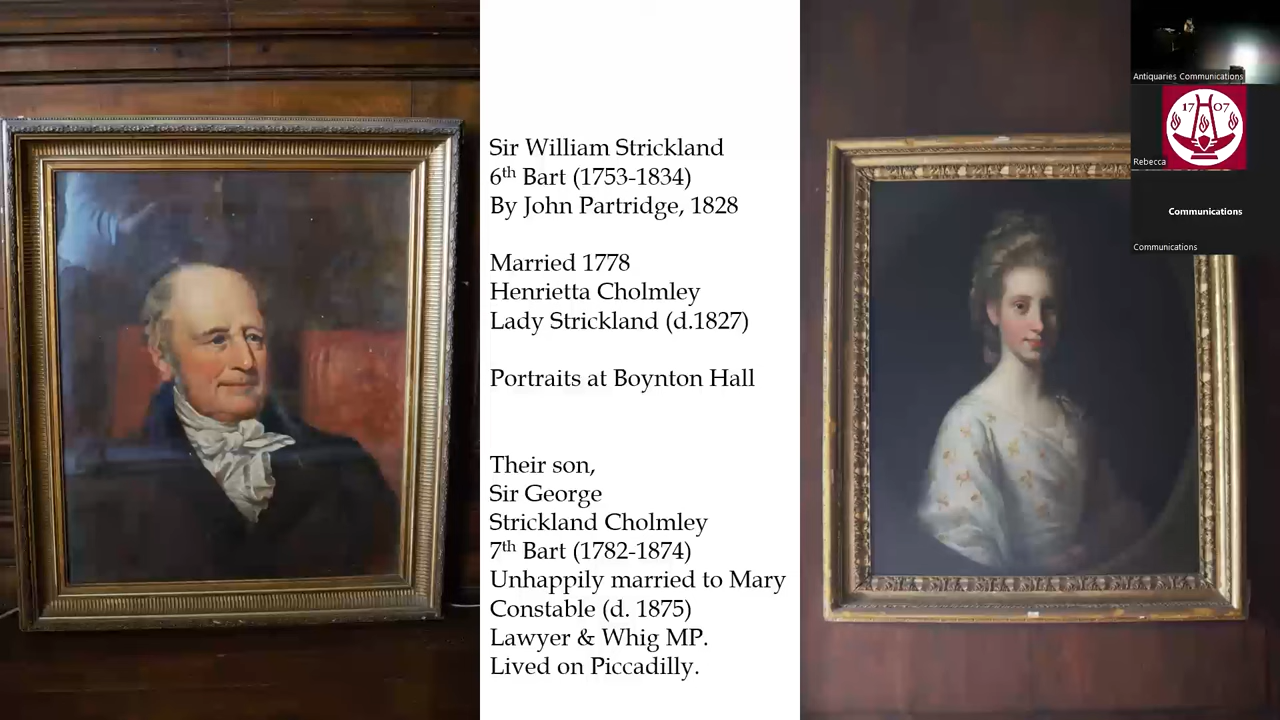 Sir William Strickland
6th Bart (1753-1834)
By John Partridge, 1828
Married 1778
Henrietta Cholmley
Lady Strickland (d.1827)
Portraits at Boynton Hall
Their son,
Sir George
Strickland Cholmley
7th Bart (1782-1874)
Unhappily married to Mary
Constable (d. 1875)
Lawyer & Whig MP.
Lived on Piccadilly.
Antiquaries Communications
17 07
Rebecca
Communications
Communications